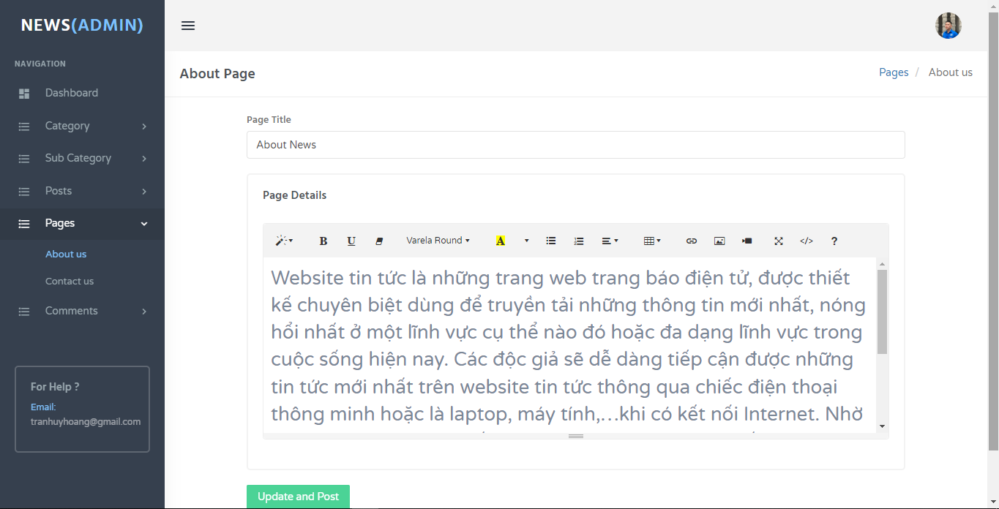 NEWS(ADMIN)
NAVIGATION
Dashboard
Category
Sub Category
Posts
Pages
About us
Contact us
Comments
For Help ?
Email:
tranhuyhoang@gmail.com
About Page
Pages / About us
Page Title
About News
Page Details
B U Varela Round A </> ?
Website tin tức là những trang web trang báo điện tử, được thiết
kế chuyên biệt dùng để truyền tải những thông tin mới nhất, nóng
hổi nhất ở một lĩnh vực cụ thể nào đó hoặc đa dạng lĩnh vực trong
cuộc sống hiện nay. Các độc giả sẽ dễ dàng tiếp cận được những
tin tức mới nhất trên website tin tức thông qua chiếc điện thoại
thông minh hoặc là laptop, máy tính,…khi có kết nối Internet. Nhờ
Update and Post